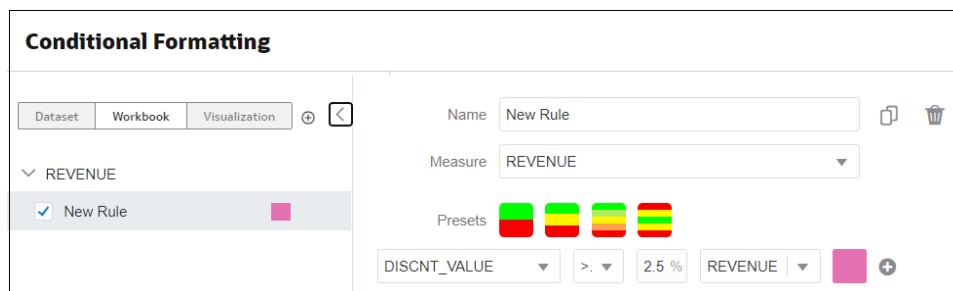 Conditional Formatting
Dataset Workbook Visualization
Name New Rule
Measure REVENUE
REVENUE
New Rule
Presets
DISCNT_VALUE >. 2.5 % REVENUE